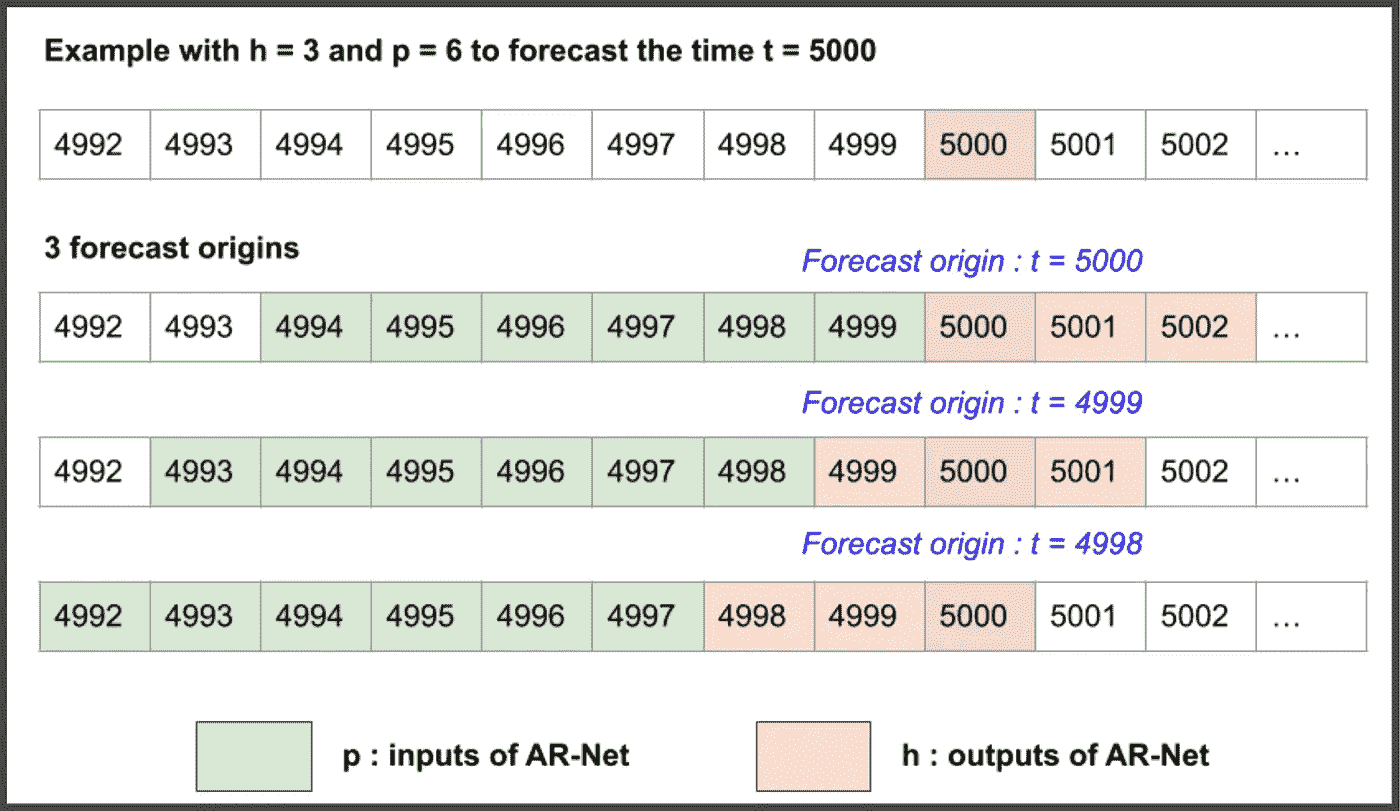 Example with h = 3 and p = 6 to forecast the time t = 5000
4992 4993 4994 4995 4996 4997 4998 4999 5000 5001 5002 ...
3 forecast origins
Forecast origin : t = 5000
4992 4993 4994 4995 4996 4997 4998 4999 5000 5001 5002 ...
Forecast origin : t = 4999
4992 4993 4994 4995 4996 4997 4998 4999 5000 5001 5002 ...
Forecast origin : t = 4998
4992 4993 4994 4995 4996 4997 4998 4999 5000 5001 5002 ...
p : inputs of AR-Net h : outputs of AR-Net